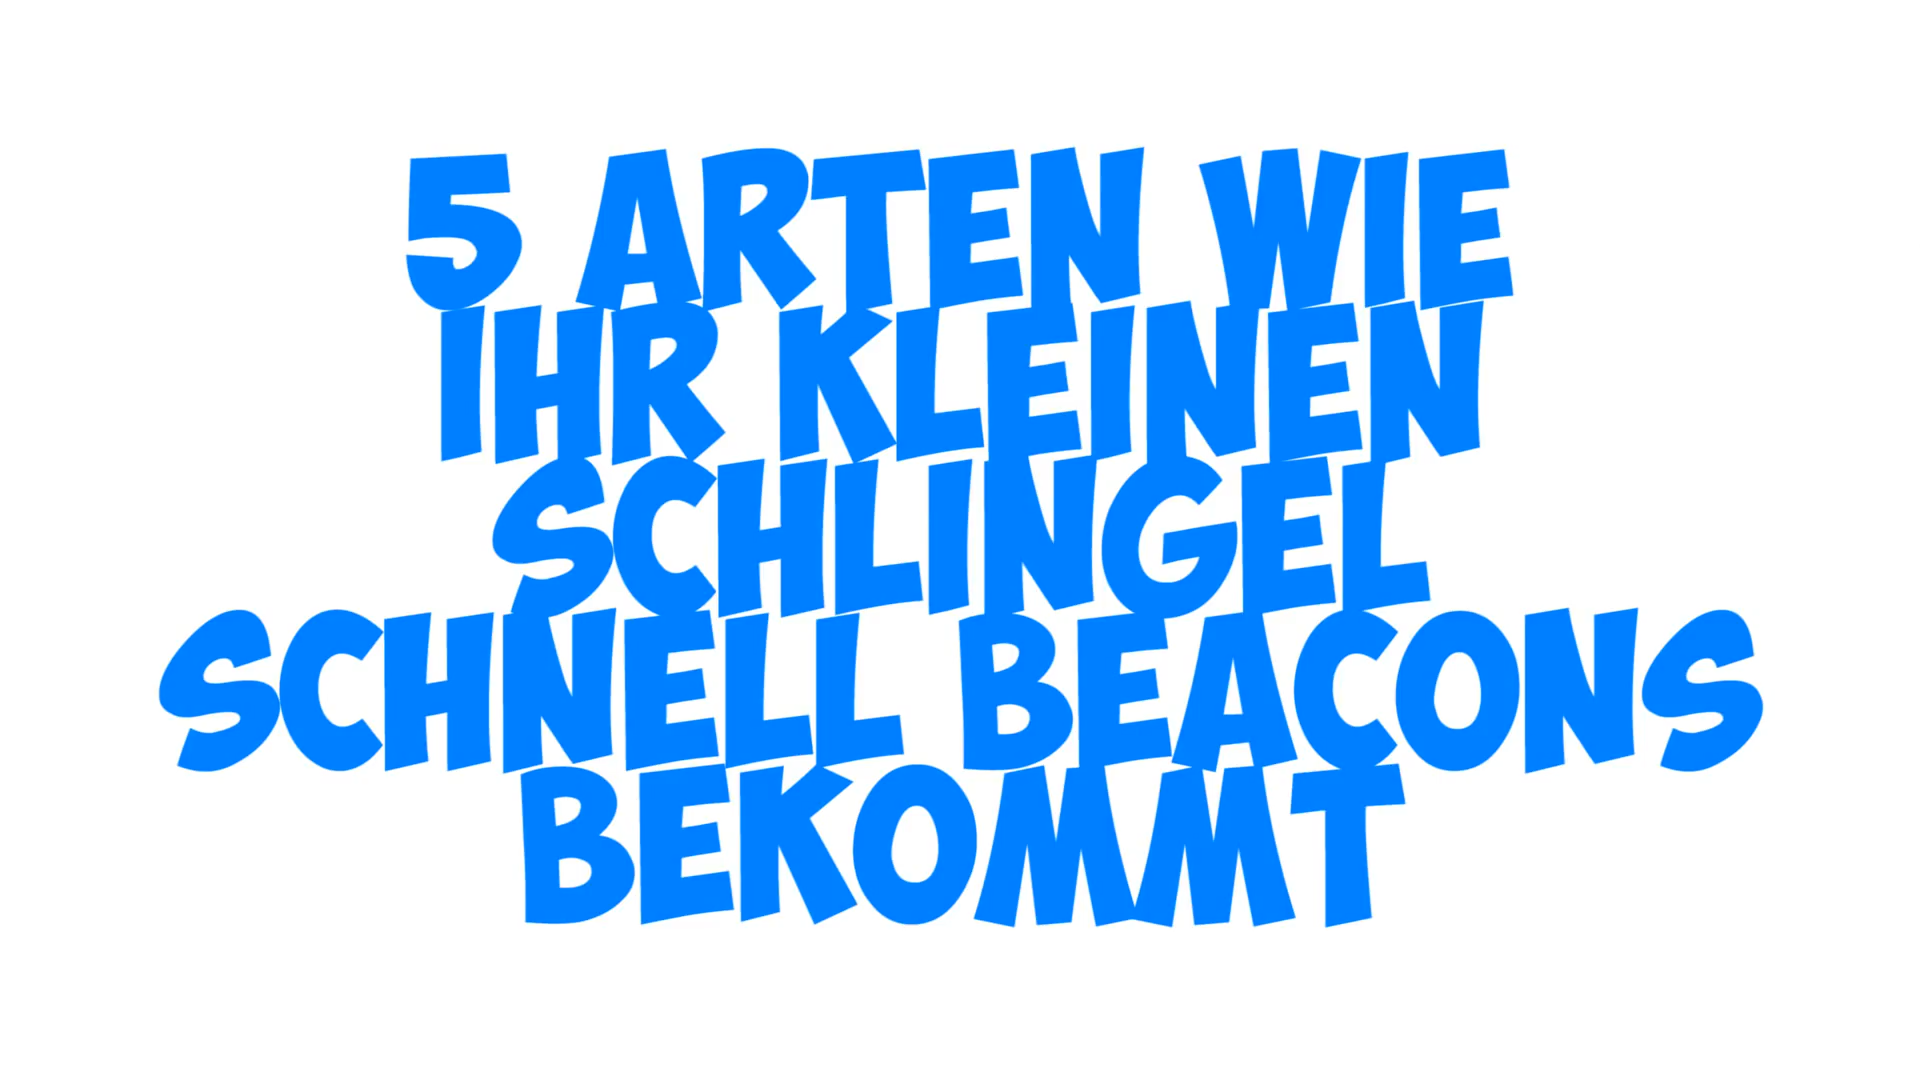 5 ARTEN WIE
IHR KLEINEN
SCHLINGEL
SCHNELL BEACONS
BEKOMMT